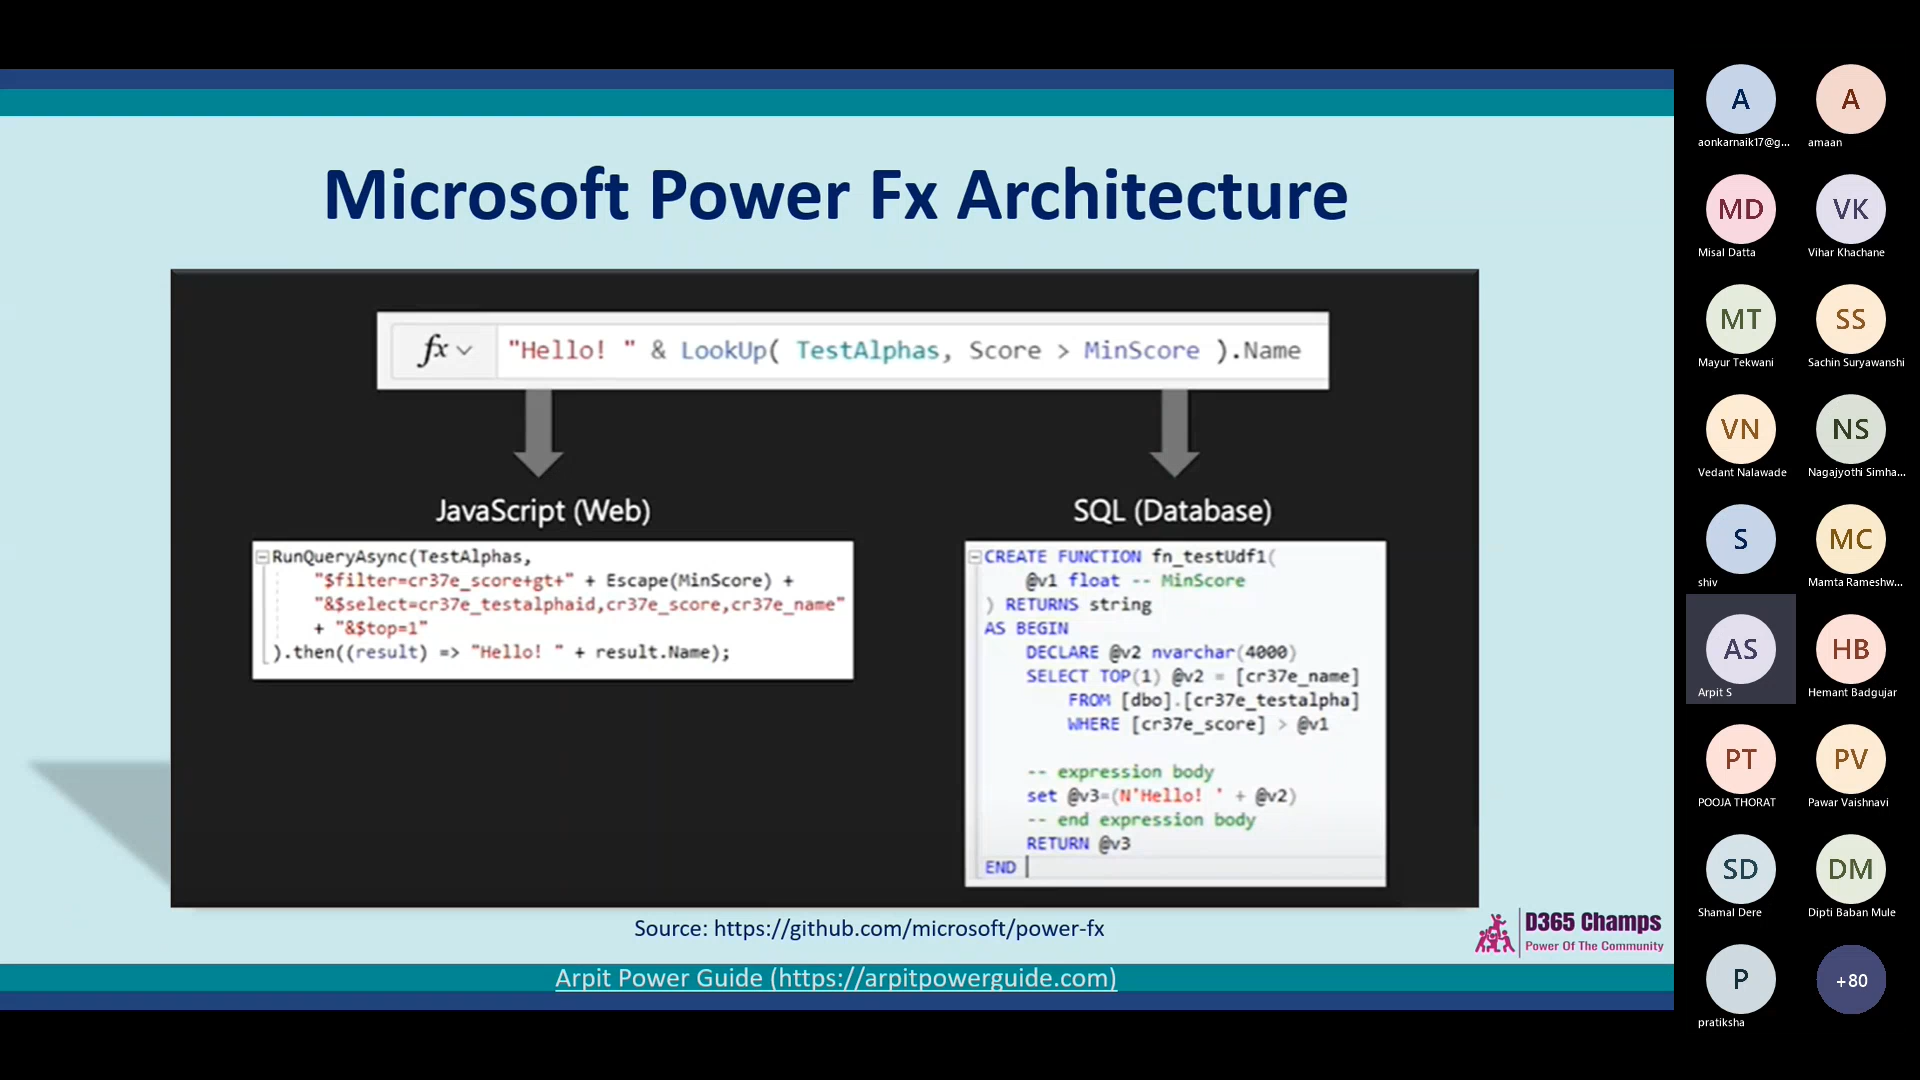 Microsoft Power Fx Architecture
fx "Hello! " & LookUp( TestAlphas, Score > MinScore ).Name
JavaScript (Web)
RunQueryAsync(TestAlphas,
"$filter=cr37e_score+gt+" + Escape(MinScore) +
"&$select=cr37e_testalphaid,cr37e_score,cr37e_name"
+ "&$top=1"
).then((result) => "Hello! " + result.Name);
SQL (Database)
CREATE FUNCTION fn_testUdf1(
@v1 float -- MinScore
) RETURNS string
AS BEGIN
DECLARE @v2 nvarchar(4000)
SELECT TOP(1) @v2 = [cr37e_name]
FROM [dbo].[cr37e_testalpha]
WHERE [cr37e_score] > @v1
-- expression body
set @v3=(N'Hello! ' + @v2)
-- end expression body
RETURN @v3
END
Source: https://github.com/microsoft/power-fx
D365 Champs
Power Of The Community
Arpit Power Guide (https://arpitpowerguide.com)
A A
aonkarnaik17@g... amaan
MD VK
Misal Datta Vihar Khachane
MT SS
Mayur Tekwani Sachin Suryawanshi
VN NS
Vedant Nalawade Nagajyothi Simha...
S MC
shiv Mamta Rameshw...
AS HB
Arpit S Hemant Badgujar
PT PV
POOJA THORAT Pawar Vaishnavi
SD DM
Shamal Dere Dipti Baban Mule
P +80
pratiksha